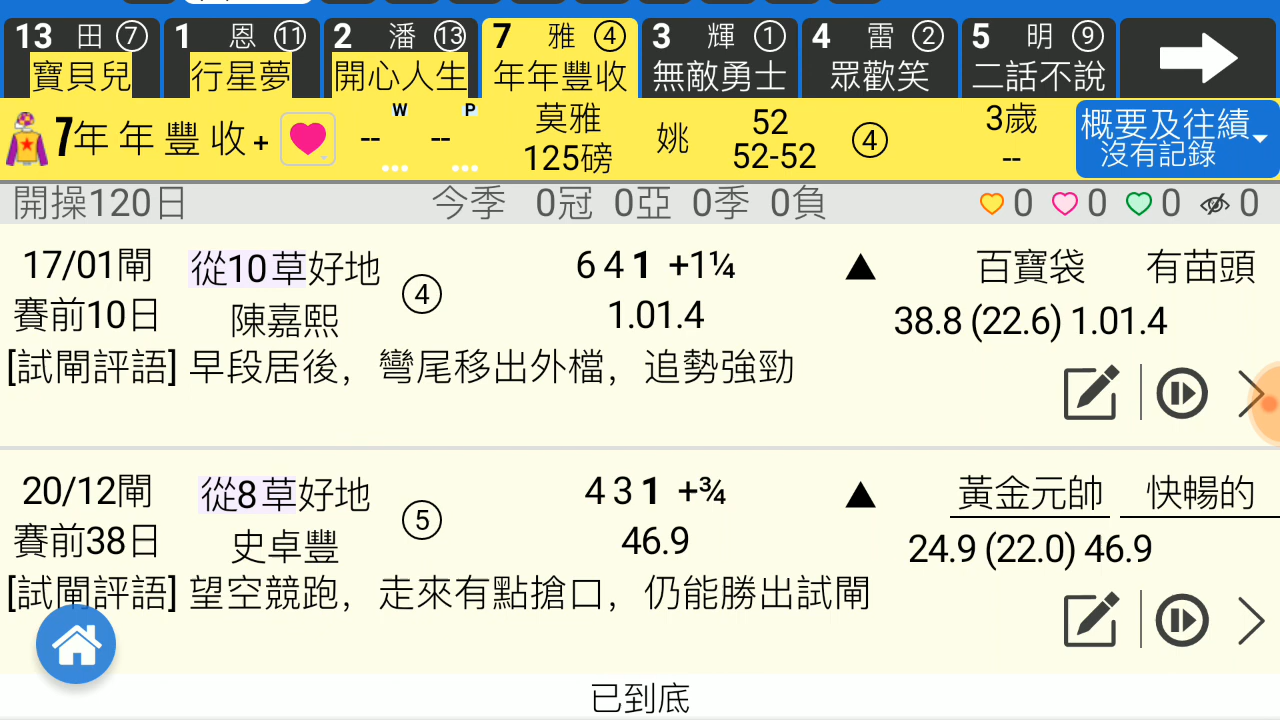 13 田 ⑦ 1 恩 ⑪ 2 潘 ⑬ 7 雅 ④ 3 輝 ① 4 雷 ② 5 明 ⑨
寶貝兒 行星夢 開心人生 年年豐收 無敵勇士 眾歡笑 二話不說
7年年豐收+ W -- P -- 莫雅 姚 52 ④ 3歲 概要及往績
125磅 52-52 -- 沒有記錄
開操120日 今季 0冠 0亞 0季 0負 0 0 0 0
17/01閘 從10草好地 ④ 6 4 1 +1¼ ▲ 百寶袋 有苗頭
賽前10日 陳嘉熙 1.01.4 38.8 (22.6) 1.01.4
[試閘評語] 早段居後，彎尾移出外檔，追勢強勁
20/12閘 從8草好地 ⑤ 4 3 1 +¾ ▲ 黃金元帥 快暢的
賽前38日 史卓豐 46.9 24.9 (22.0) 46.9
[試閘評語] 望空競跑，走來有點搶口，仍能勝出試閘
已到底